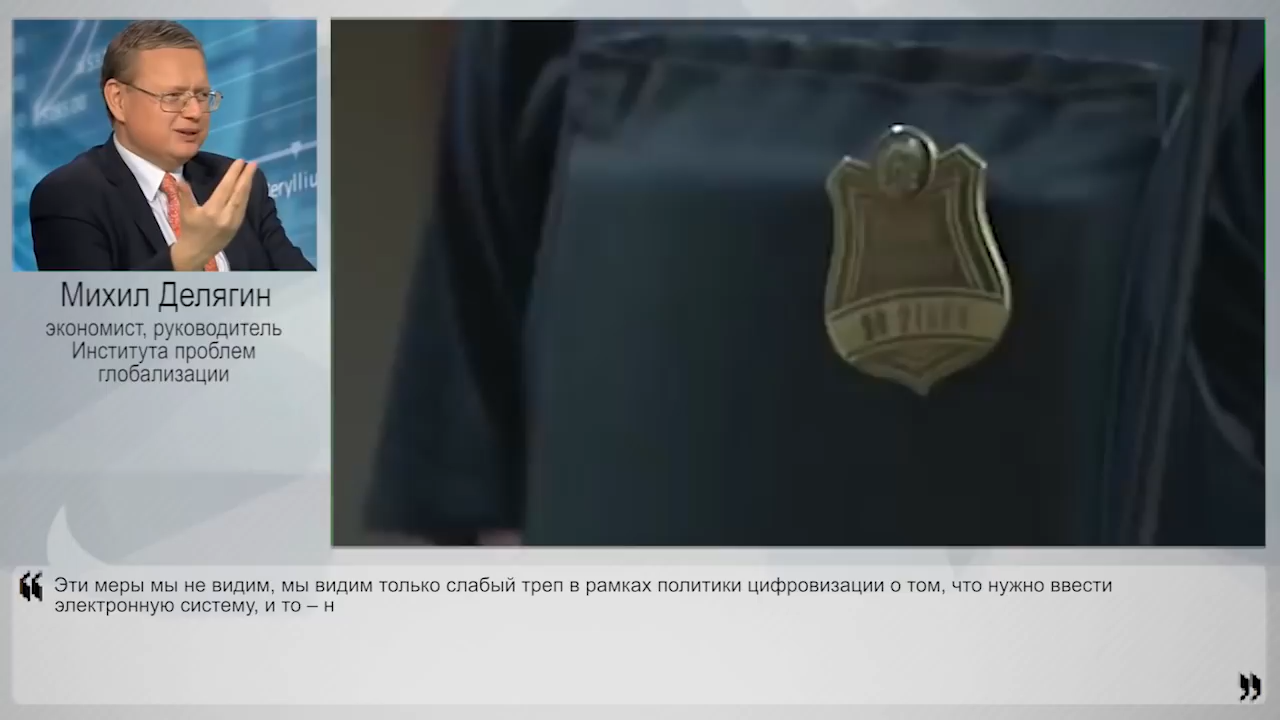 Михил Делягин
экономист, руководитель
Института проблем
глобализации
Эти меры мы не видим, мы видим только слабый треп в рамках политики цифровизации о том, что нужно ввести
электронную систему, и то – н